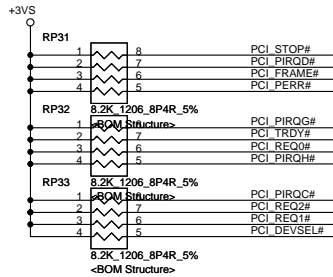 +3VS
RP31
1 8 PCI_STOP#
2 7 PCI_PIRQD#
3 6 PCI_FRAME#
4 5 PCI_PERR#
8.2K_1206_8P4R_5%
<BOM Structure>
RP32
1 8 PCI_PIRQG#
2 7 PCI_TRDY#
3 6 PCI_REQ0#
4 5 PCI_PIRQH#
8.2K_1206_8P4R_5%
<BOM Structure>
RP33
1 8 PCI_PIRQC#
2 7 PCI_REQ2#
3 6 PCI_REQ1#
4 5 PCI_DEVSEL#
8.2K_1206_8P4R_5%
<BOM Structure>